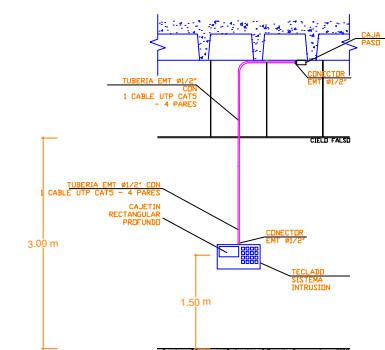 CAJA
PASO
CONECTOR
EMT Ø1/2"
TUBERIA EMT Ø1/2"
CON
1 CABLE UTP CAT5
- 4 PARES
CIELO FALSO
TUBERIA EMT Ø1/2" CON
1 CABLE UTP CAT5 - 4 PARES
CAJETIN
RECTANGULAR
PROFUNDO
CONECTOR
EMT Ø1/2"
3.00 m
TECLADO
SISTEMA
INTRUSION
1.50 m